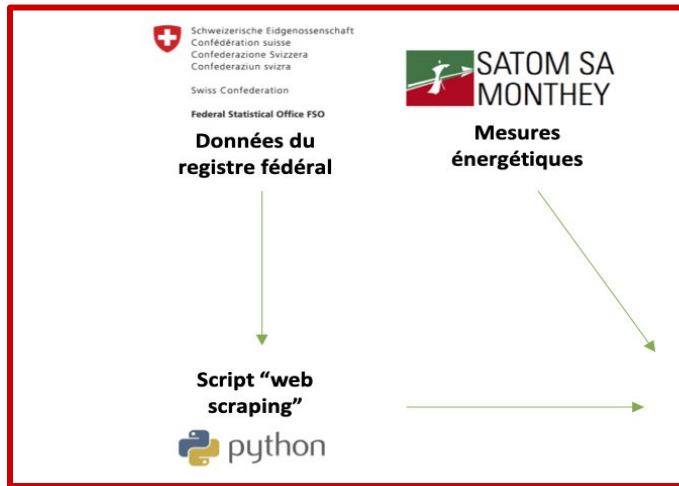 Schweizerische Eidgenossenschaft
Confédération suisse
Confederazione Svizzera
Confederaziun svizra
Swiss Confederation
Federal Statistical Office FSO
Données du
registre fédéral
SATOM SA
MONTHEY
Mesures
énergétiques
Script “web
scraping”
python